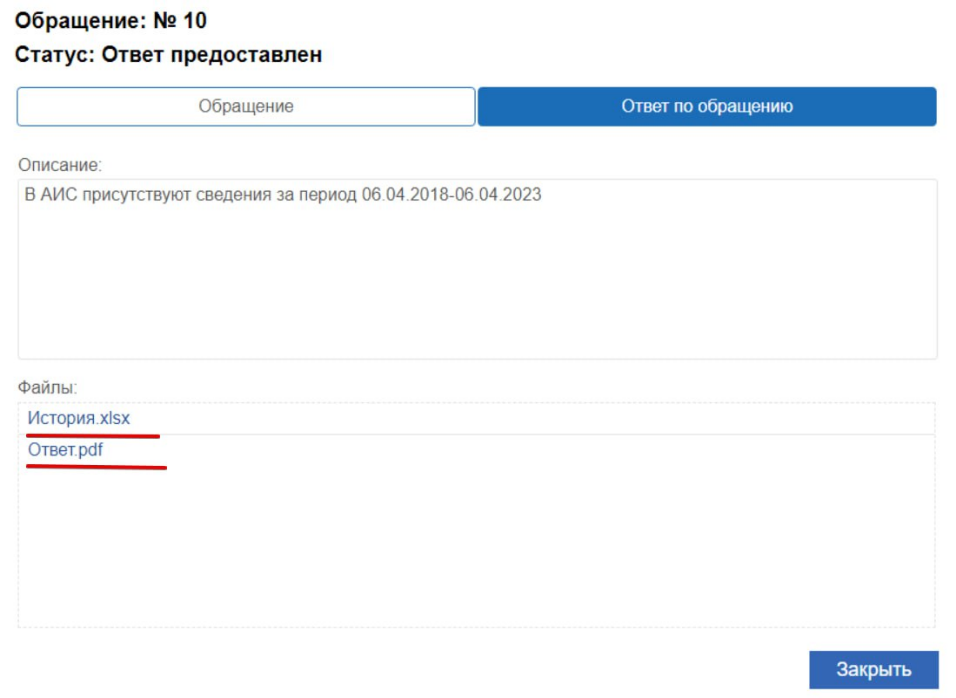 Обращение: № 10
Статус: Ответ предоставлен
Обращение
Ответ по обращению
Описание:
В АИС присутствуют сведения за период 06.04.2018-06.04.2023
Файлы:
История.xlsx
Ответ.pdf
Закрыть